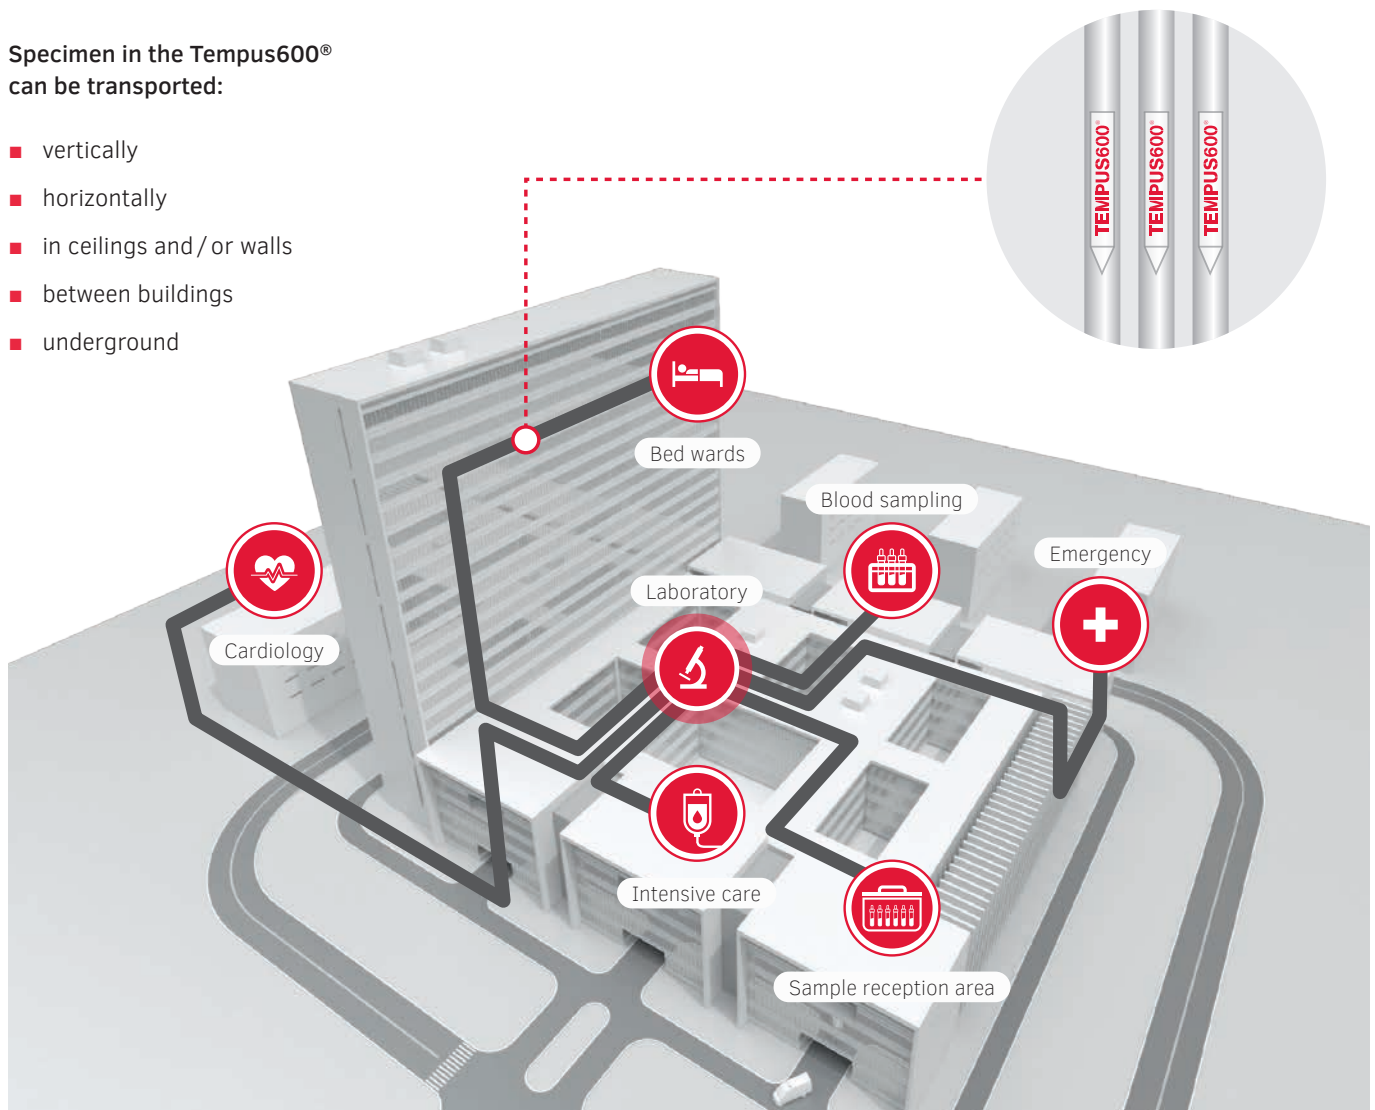 Specimen in the Tempus600®
can be transported:
■ vertically
■ horizontally
■ in ceilings and / or walls
■ between buildings
■ underground
TEMPUS600®
TEMPUS600®
TEMPUS600®
Bed wards
Blood sampling
Emergency
Laboratory
Cardiology
Intensive care
Sample reception area